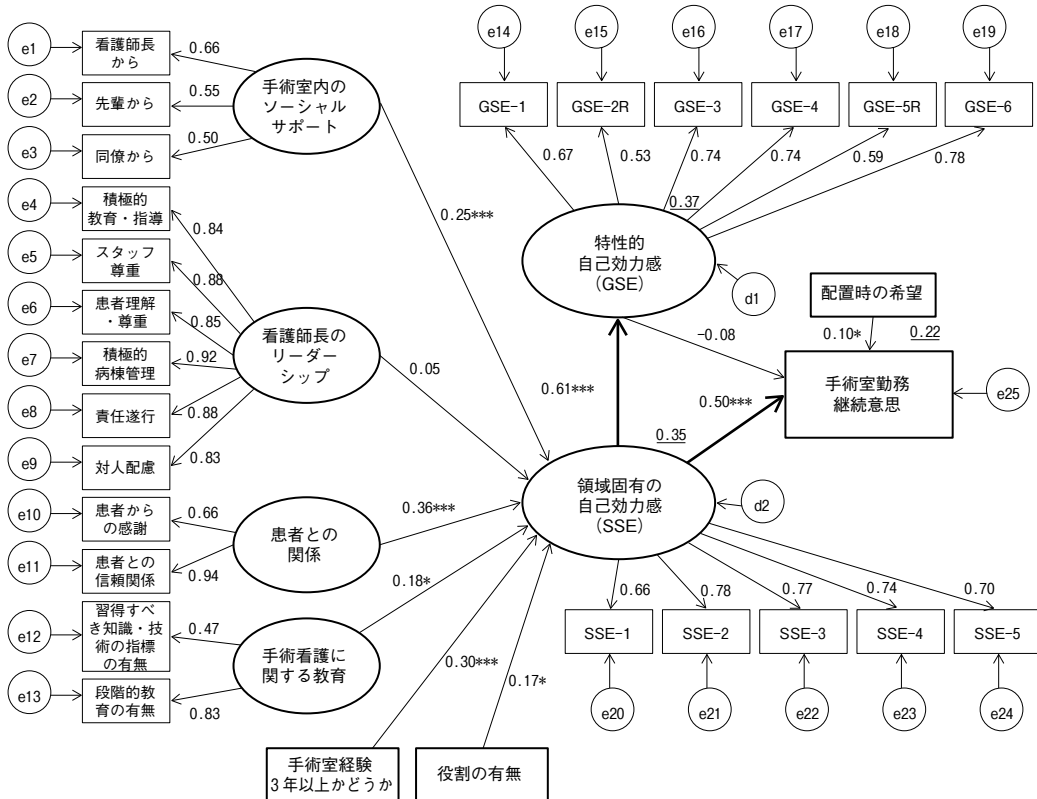 e1
看護師長
から
0.66
e2
先輩から
0.55
e3
同僚から
0.50
手術室内の
ソーシャル
サポート
e4
積極的
教育・指導
0.84
e5
スタッフ
尊重
0.88
e6
患者理解
・尊重
0.85
e7
積極的
病棟管理
0.92
e8
責任遂行
0.88
e9
対人配慮
0.83
看護師長の
リーダー
シップ
e10
患者から
の感謝
0.66
e11
患者との
信頼関係
0.94
患者との
関係
e12
習得すべ
き知識・技
術の指標
の有無
0.47
e13
段階的教
育の有無
0.83
手術看護に
関する教育
手術室経験
3年以上かどうか
役割の有無
0.25***
0.05
0.36***
0.18*
0.30***
0.17*
e14
e15
e16
e17
e18
e19
GSE-1
GSE-2R
GSE-3
GSE-4
GSE-5R
GSE-6
0.67
0.53
0.74
0.74
0.59
0.78
0.37
特性的
自己効力感
(GSE)
d1
配置時の希望
0.10*
0.22
-0.08
手術室勤務
継続意思
e25
0.61***
0.50***
0.35
領域固有の
自己効力感
(SSE)
d2
0.66
0.78
0.77
0.74
0.70
SSE-1
SSE-2
SSE-3
SSE-4
SSE-5
e20
e21
e22
e23
e24